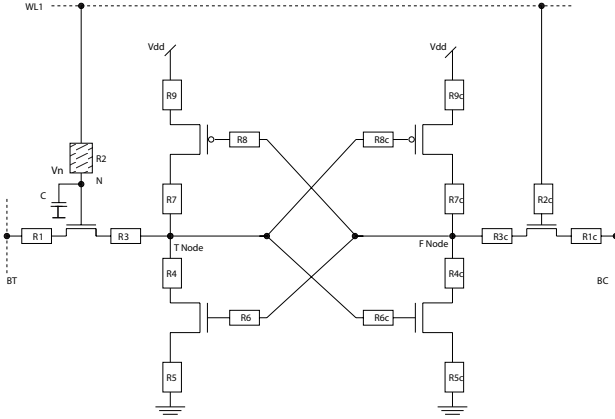 WL1
Vdd
Vdd
R9
R9c
R8
R8c
R2
Vn
N
C
R7
R7c
R2c
R1
R3
T Node
F Node
R3c
R1c
BT
BC
R4
R4c
R6
R6c
R5
R5c